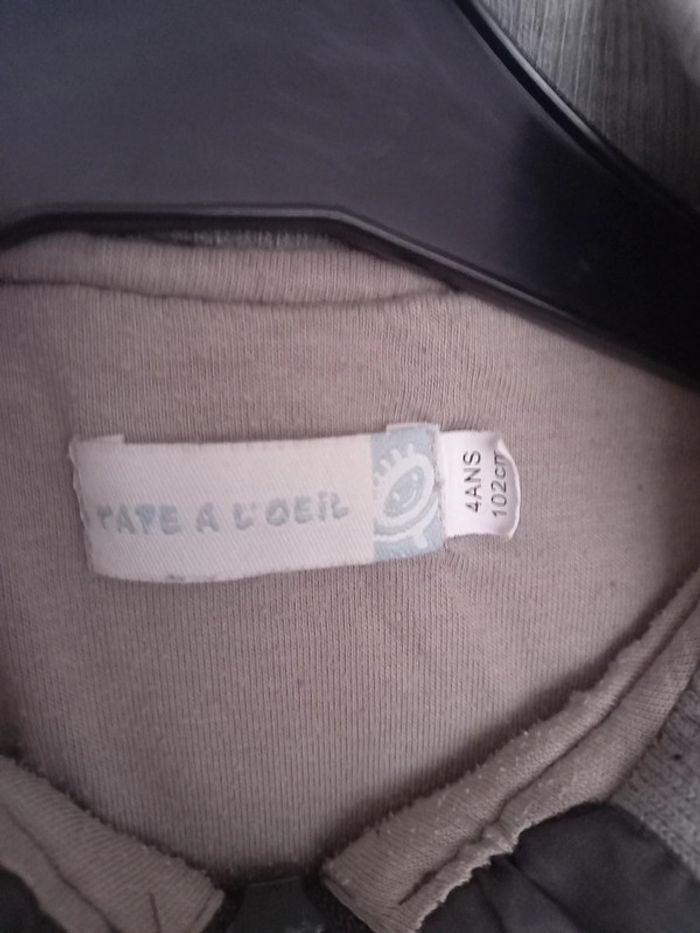 TAPE A L'OEIL
4ANS
102cm